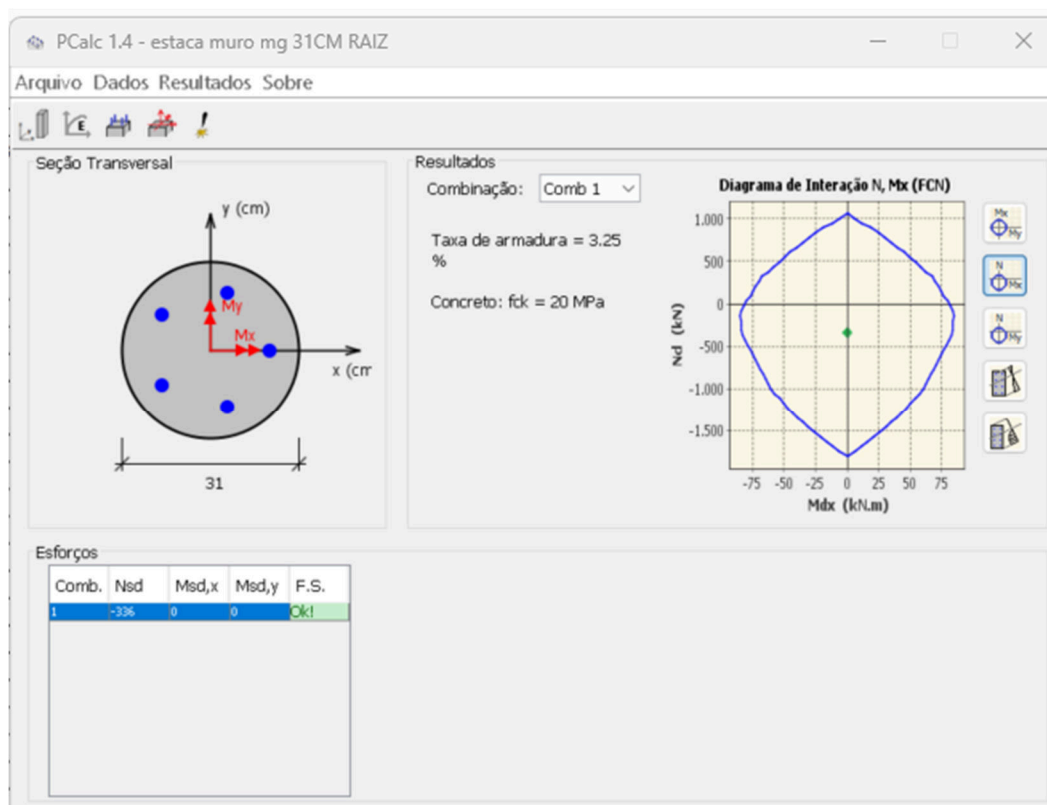 PCalc 1.4 - estaca muro mg 31CM RAIZ
Arquivo Dados Resultados Sobre
E
Seção Transversal
y (cm)
My
Mx
x (cm
31
Resultados
Combinação: Comb 1
Taxa de armadura = 3.25
%
Concreto: fck = 20 MPa
Diagrama de Interação N, Mx (FCN)
Nd (kN)
1.000
500
0
-500
-1.000
-1.500
-75 -50 -25 0 25 50 75
Mdx (kN.m)
Mx
My
N
Mx
N
My
Esforços
Comb. Nsd Msd,x Msd,y F.S.
1 -336 0 0 Ok!